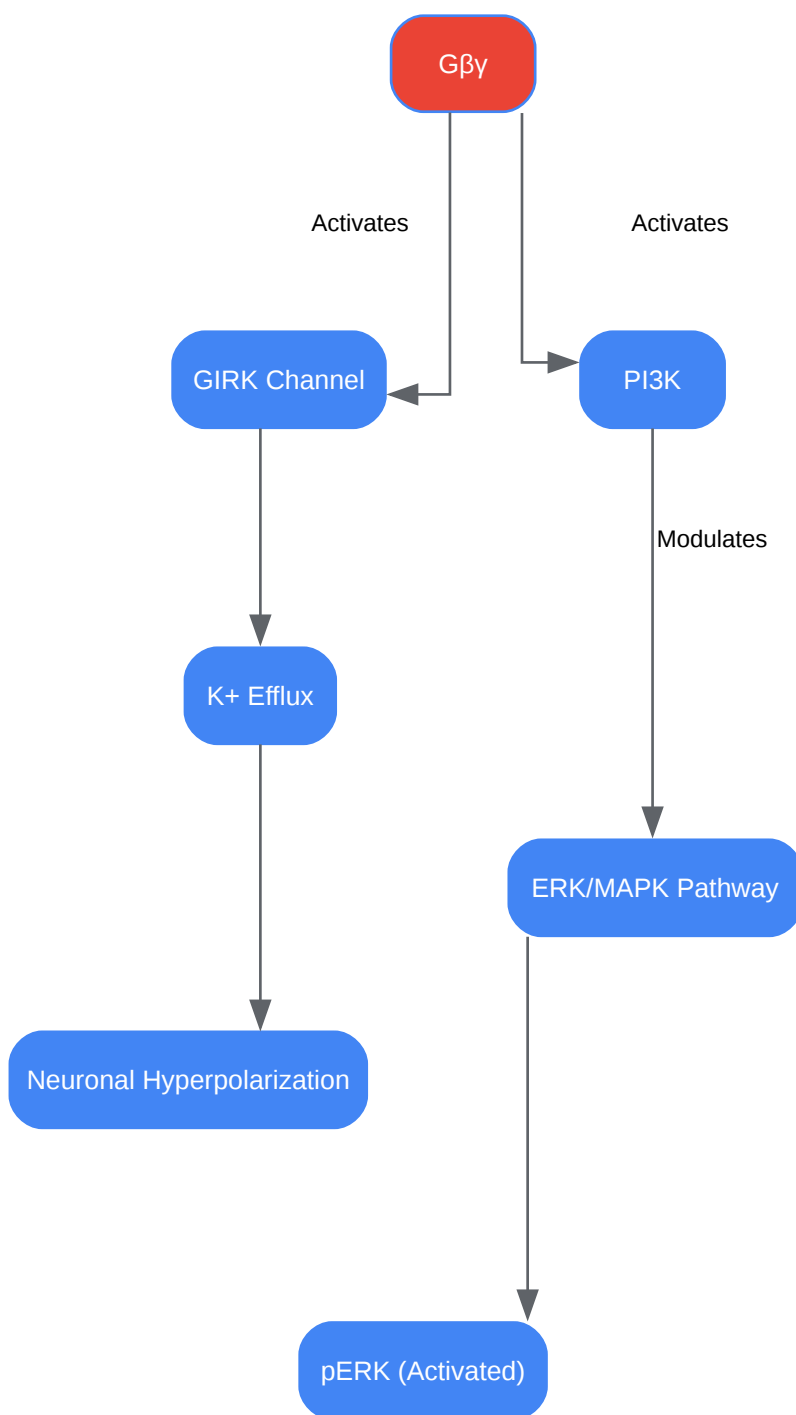 Gβγ
Activates
Activates
GIRK Channel
PI3K
Modulates
K+ Efflux
ERK/MAPK Pathway
Neuronal Hyperpolarization
pERK (Activated)